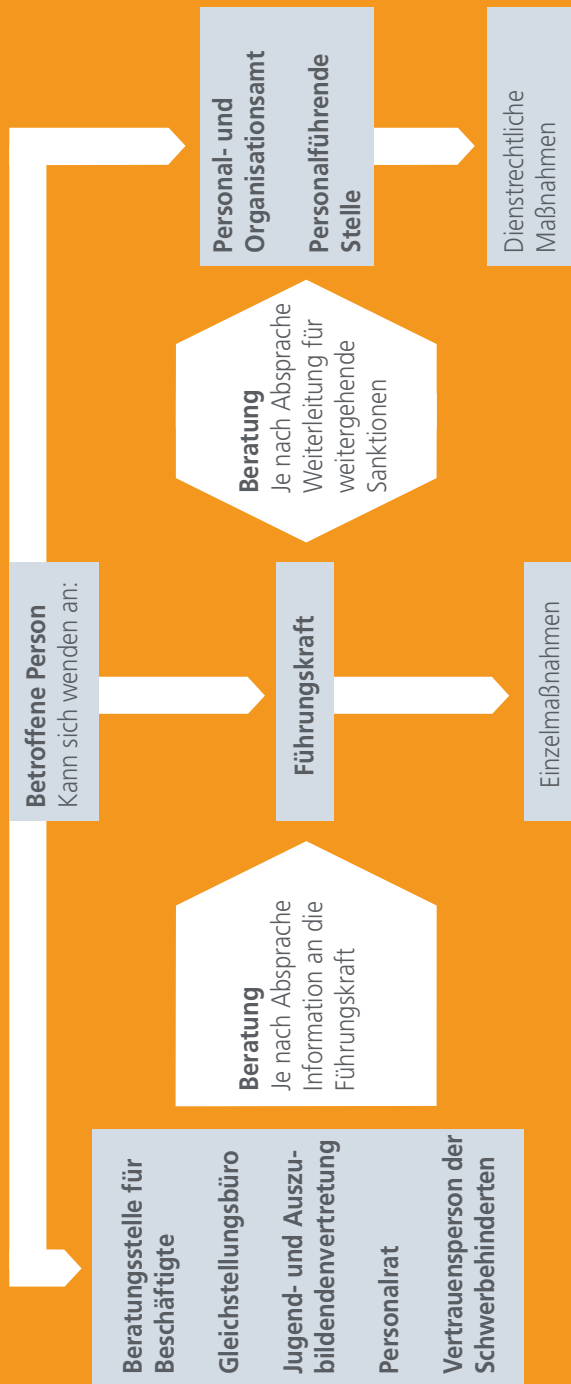 Betroffene Person
Kann sich wenden an:
Beratungsstelle für
Beschäftigte
Gleichstellungsbüro
Jugend- und Auszu-
bildendenvertretung
Personalrat
Vertrauensperson der
Schwerbehinderten
Beratung
Je nach Absprache
Information an die
Führungskraft
Führungskraft
Beratung
Je nach Absprache
Weiterleitung für
weitergehende
Sanktionen
Personal- und
Organisationsamt
Personalführende
Stelle
Einzelmaßnahmen
Dienstrechtliche
Maßnahmen